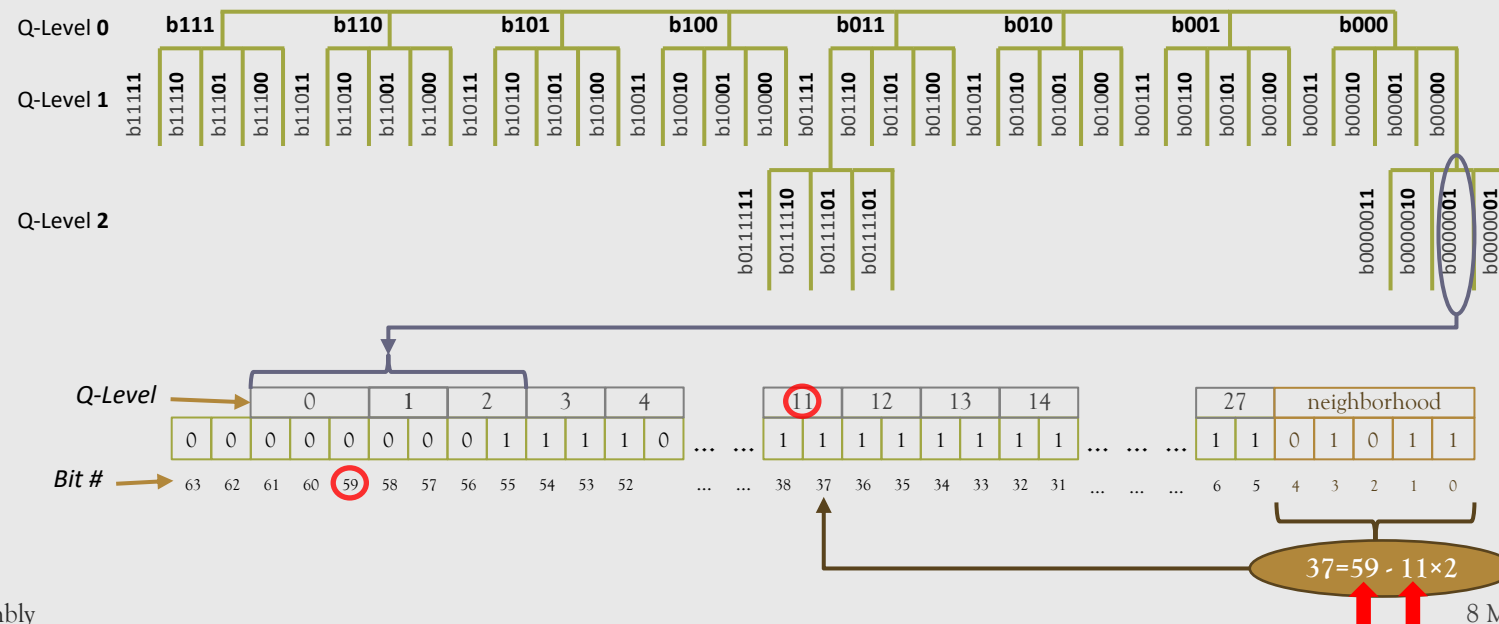 Q-Level 0 b111 b110 b101 b100 b011 b010 b001 b000
Q-Level 1 b11111 b11110 b11101 b11100 b11011 b11010 b11001 b11000 b10111 b10110 b10101 b10100 b10011 b10010 b10001 b10000 b01111 b01110 b01101 b01100 b01011 b01010 b01001 b01000 b00111 b00110 b00101 b00100 b00011 b00010 b00001 b00000
Q-Level 2 b0111111 b0111110 b0111101 b0111101 b0000011 b0000010 b0000001 b0000001
Q-Level 0 1 2 3 4 11 12 13 14 27 neighborhood
0 0 0 0 0 0 0 0 1 1 1 1 0 ... ... 1 1 1 1 1 1 1 1 ... ... ... 1 1 0 1 0 1 1
Bit # 63 62 61 60 59 58 57 56 55 54 53 52 ... ... 38 37 36 35 34 33 32 31 ... ... ... 6 5 4 3 2 1 0
37=59 - 11×2
mbly 8 M